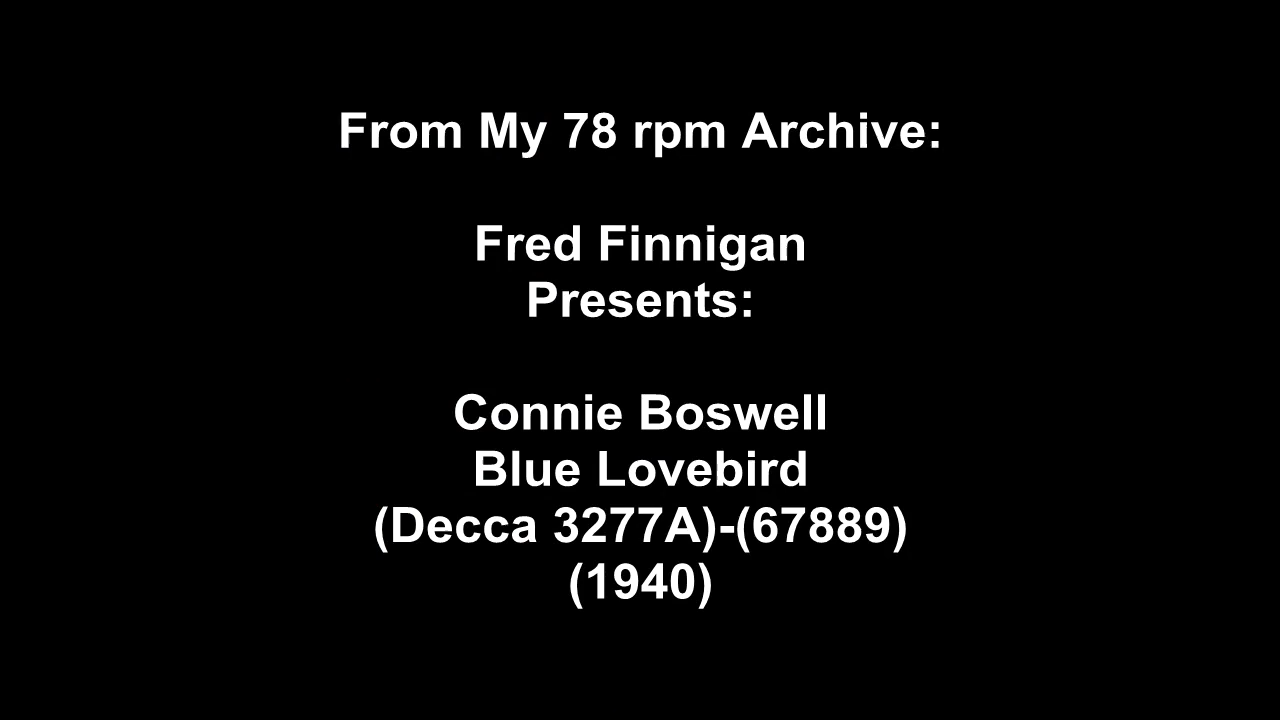 From My 78 rpm Archive:
Fred Finnigan
Presents:
Connie Boswell
Blue Lovebird
(Decca 3277A)-(67889)
(1940)